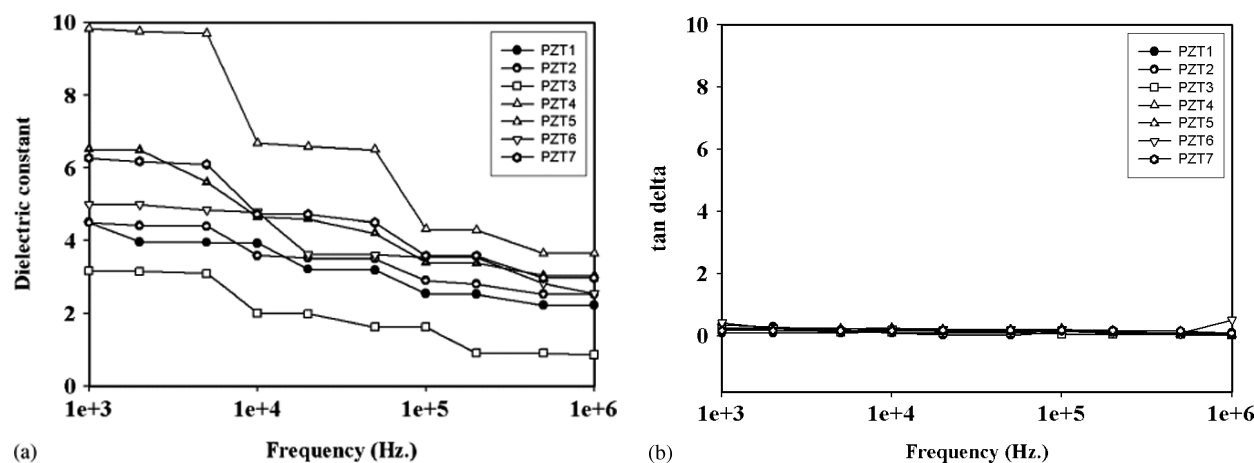 10
8
6
4
2
0
Dielectric constant
PZT1
PZT2
PZT3
PZT4
PZT5
PZT6
PZT7
1e+3
1e+4
1e+5
1e+6
Frequency (Hz.)
(a)
10
8
6
4
2
0
tan delta
PZT1
PZT2
PZT3
PZT4
PZT5
PZT6
PZT7
1e+3
1e+4
1e+5
1e+6
Frequency (Hz.)
(b)